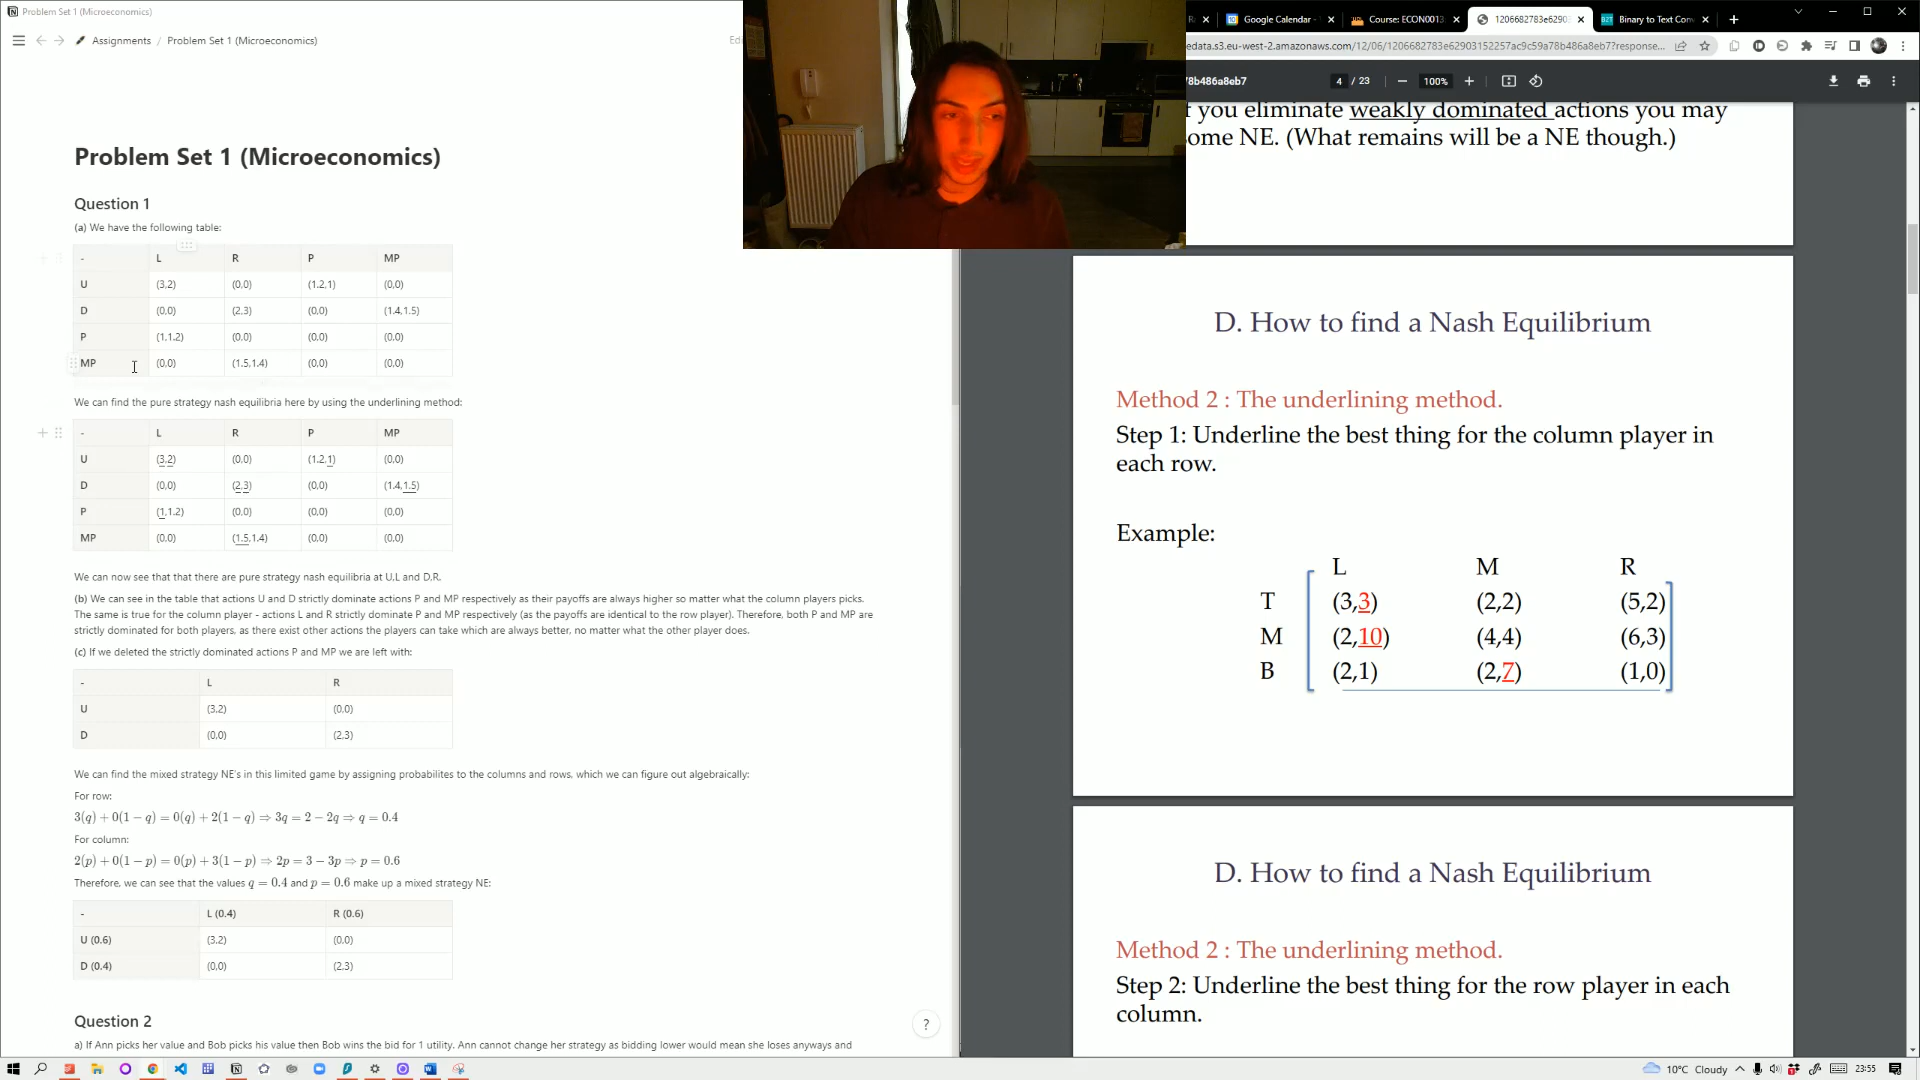 Problem Set 1 (Microeconomics)
Assignments / Problem Set 1 (Microeconomics)
Problem Set 1 (Microeconomics)
Question 1
(a) We have the following table:
- L R P MP
U (3,2) (0,0) (1.2,1) (0,0)
D (0,0) (2,3) (0,0) (1.4,1.5)
P (1,1.2) (0,0) (0,0) (0,0)
MP (0,0) (1.5,1.4) (0,0) (0,0)
We can find the pure strategy nash equilibria here by using the underlining method:
- L R P MP
U (3,2) (0,0) (1.2,1) (0,0)
D (0,0) (2,3) (0,0) (1.4,1.5)
P (1,1.2) (0,0) (0,0) (0,0)
MP (0,0) (1.5,1.4) (0,0) (0,0)
We can now see that that there are pure strategy nash equilibria at U,L and D,R.
(b) We can see in the table that actions U and D strictly dominate actions P and MP respectively as their payoffs are always higher so matter what the column players picks.
The same is true for the column player - actions L and R strictly dominate P and MP respectively (as the payoffs are identical to the row player). Therefore, both P and MP are
strictly dominated for both players, as there exist other actions the players can take which are always better, no matter what the other player does.
(c) If we deleted the strictly dominated actions P and MP we are left with:
- L R
U (3,2) (0,0)
D (0,0) (2,3)
We can find the mixed strategy NE's in this limited game by assigning probabilites to the columns and rows, which we can figure out algebraically:
For row:
3(q) + 0(1 − q) = 0(q) + 2(1 − q) ⇒ 3q = 2 − 2q ⇒ q = 0.4
For column:
2(p) + 0(1 − p) = 0(p) + 3(1 − p) ⇒ 2p = 3 − 3p ⇒ p = 0.6
Therefore, we can see that the values q = 0.4 and p = 0.6 make up a mixed strategy NE:
- L (0.4) R (0.6)
U (0.6) (3,2) (0,0)
D (0.4) (0,0) (2,3)
Question 2
a) If Ann picks her value and Bob picks his value then Bob wins the bid for 1 utility. Ann cannot change her strategy as bidding lower would mean she loses anyways and
?
Google Calendar -
Course: ECON0013
1206682783e6290
Binary to Text Con
edata.s3.eu-west-2.amazonaws.com/12/06/1206682783e62903152257ac9c59a78b486a8eb7?response...
78b486a8eb7
4 / 23
100%
you eliminate weakly dominated actions you may
ome NE. (What remains will be a NE though.)
D. How to find a Nash Equilibrium
Method 2 : The underlining method.
Step 1: Underline the best thing for the column player in
each row.
Example:
L M R
T (3,3) (2,2) (5,2)
M (2,10) (4,4) (6,3)
B (2,1) (2,7) (1,0)
D. How to find a Nash Equilibrium
Method 2 : The underlining method.
Step 2: Underline the best thing for the row player in each
column.
10°C Cloudy
23:55